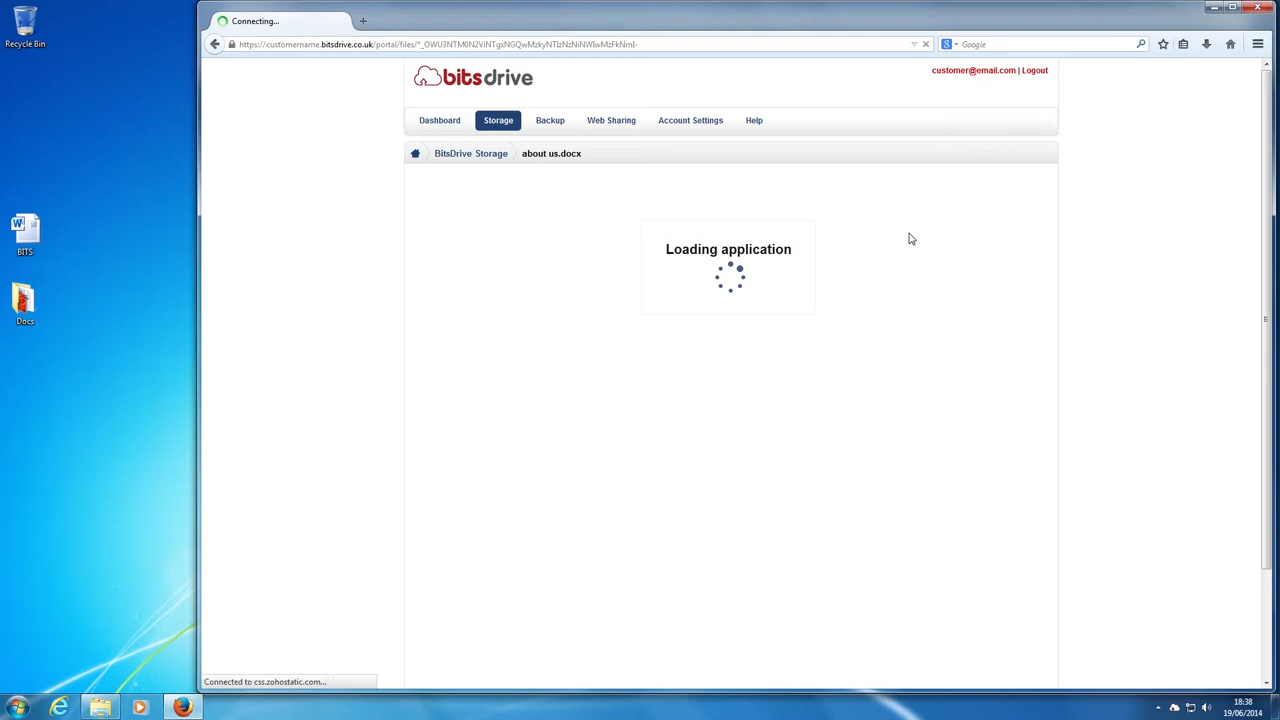 Recycle Bin
BITS
Docs
Connecting...
customername.bitsdrive.co.uk/portal/files/
Google
bitsdrive
customer@email.com | Logout
Dashboard Storage Backup Web Sharing Account Settings Help
BitsDrive Storage about us.docx
Loading application
Connected to css.zohostatic.com...
18:38
19/06/2014